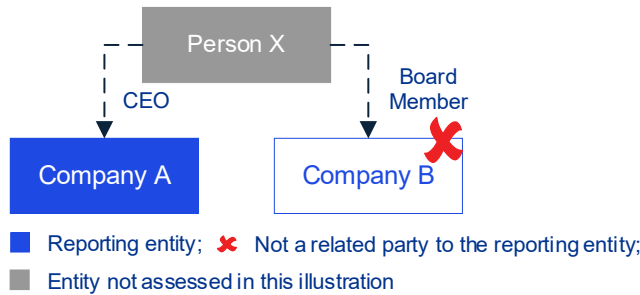 Person X
CEO
Board
Member
Company A
Company B
Reporting entity;
Not a related party to the reporting entity;
Entity not assessed in this illustration